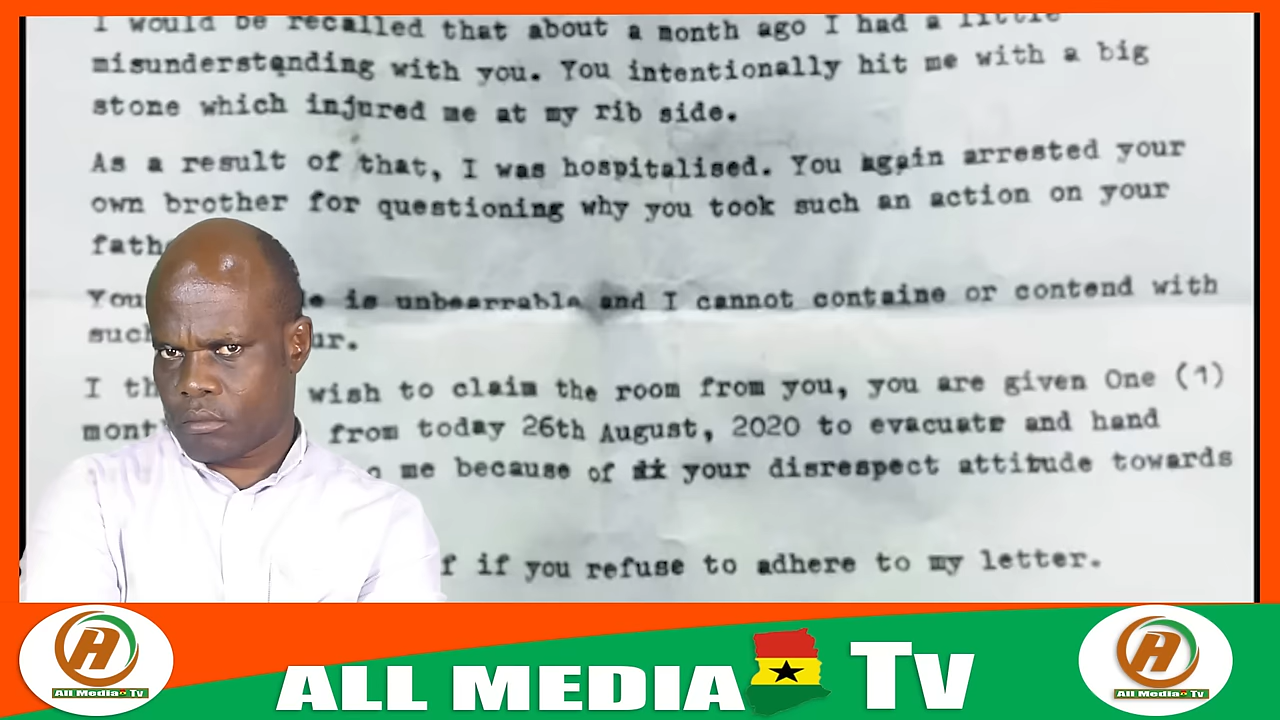 I would be recalled that about a month ago I had a little
misunderstanding with you. You intentionally hit me with a big
stone which injured me at my rib side.
As a result of that, I was hospitalised. You again arrested your
own brother for questioning why you took such an action on your
fath
You e is unbearrable and I cannot containe or contend with
such ur.
I th wish to claim the room from you, you are given One (1)
mont from today 26th August, 2020 to evacuate and hand
o me because of your disrespect attitude towards
f if you refuse to adhere to my letter.
All Media Tv
ALL MEDIA TV
All Media Tv